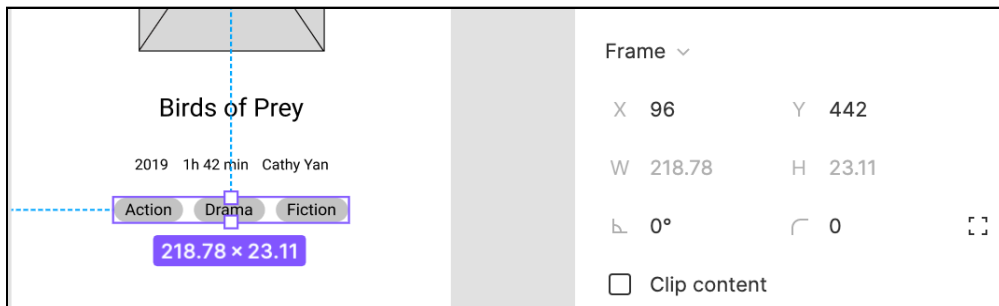 Birds of Prey
2019 1h 42 min Cathy Yan
Action Drama Fiction
218.78 × 23.11
Frame
X 96 Y 442
W 218.78 H 23.11
0° 0
Clip content